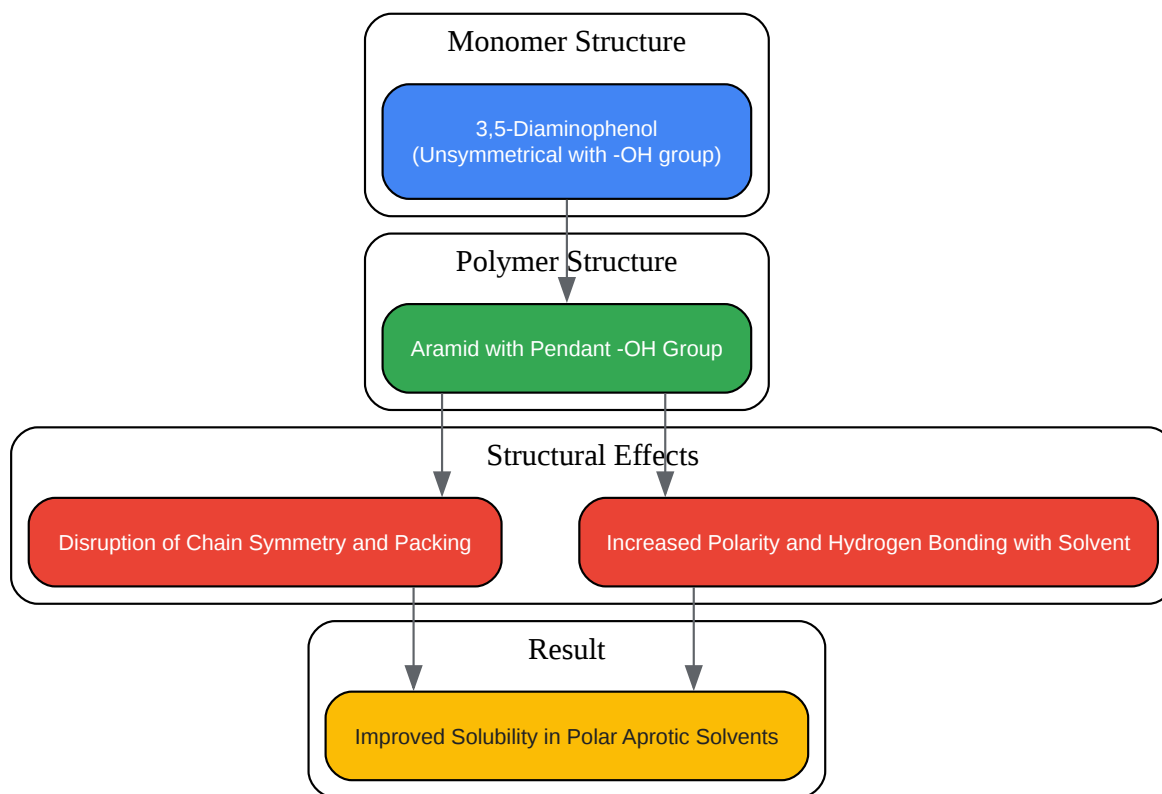 Monomer Structure
3,5-Diaminophenol
(Unsymmetrical with -OH group)
Polymer Structure
Aramid with Pendant -OH Group
Structural Effects
Disruption of Chain Symmetry and Packing
Increased Polarity and Hydrogen Bonding with Solvent
Result
Improved Solubility in Polar Aprotic Solvents